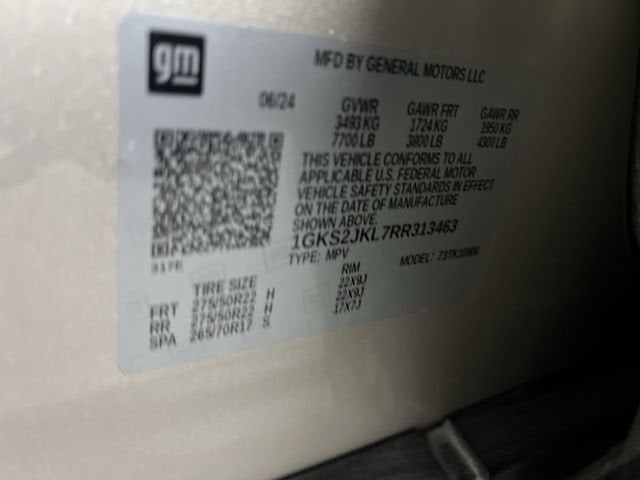 gm
MFD BY GENERAL MOTORS LLC
06/24 GVWR GAWR FRT GAWR RR
3493 KG 1724 KG 1950 KG
7700 LB 3800 LB 4300 LB
THIS VEHICLE CONFORMS TO ALL
APPLICABLE U.S. FEDERAL MOTOR
VEHICLE SAFETY STANDARDS IN EFFECT
ON THE DATE OF MANUFACTURE
SHOWN ABOVE.
1GKS2JKL7RR313463
TYPE: MPV MODEL:
317E
TIRE SIZE RIM
FRT 275/50R22 H 22X9J
RR 275/50R22 H 22X9J
SPA 265/70R17 S 17X7J